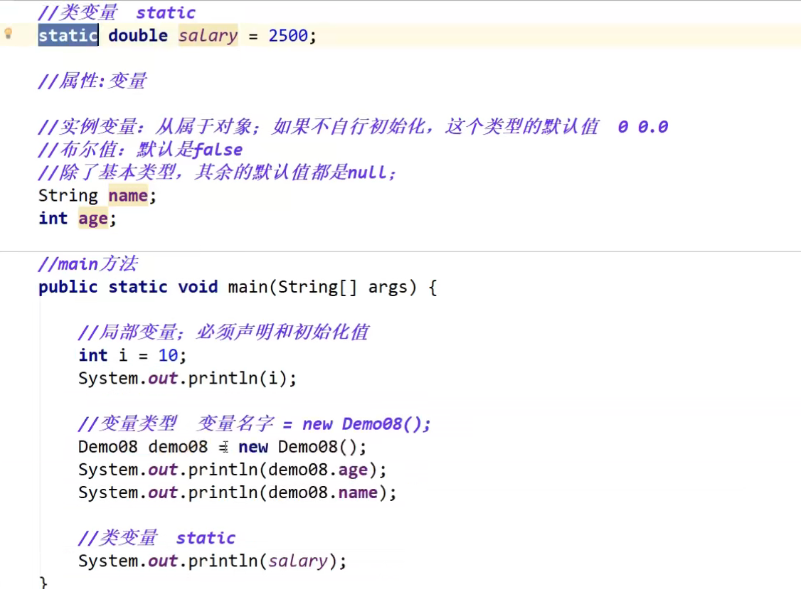 //类变量  static
static double salary = 2500;
//属性:变量
//实例变量：从属于对象；如果不自行初始化，这个类型的默认值  0 0.0
//布尔值：默认是false
//除了基本类型，其余的默认值都是null;
String name;
int age;
//main方法
public static void main(String[] args) {
//局部变量；必须声明和初始化值
int i = 10;
System.out.println(i);
//变量类型  变量名字 = new Demo08();
Demo08 demo08 = new Demo08();
System.out.println(demo08.age);
System.out.println(demo08.name);
//类变量  static
System.out.println(salary);
}